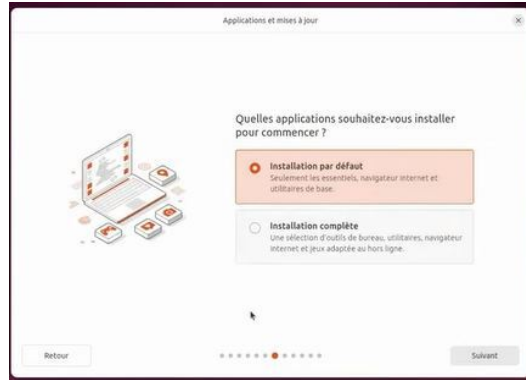 Applications et mises à jour
Quelles applications souhaitez-vous installer
pour commencer ?
Installation par défaut
Seulement les essentiels, navigateur internet et
utilitaires de base.
Installation complète
Une sélection d'outils de bureau, utilitaires, navigateur
internet et jeux adaptée au hors ligne.
Retour
Suivant